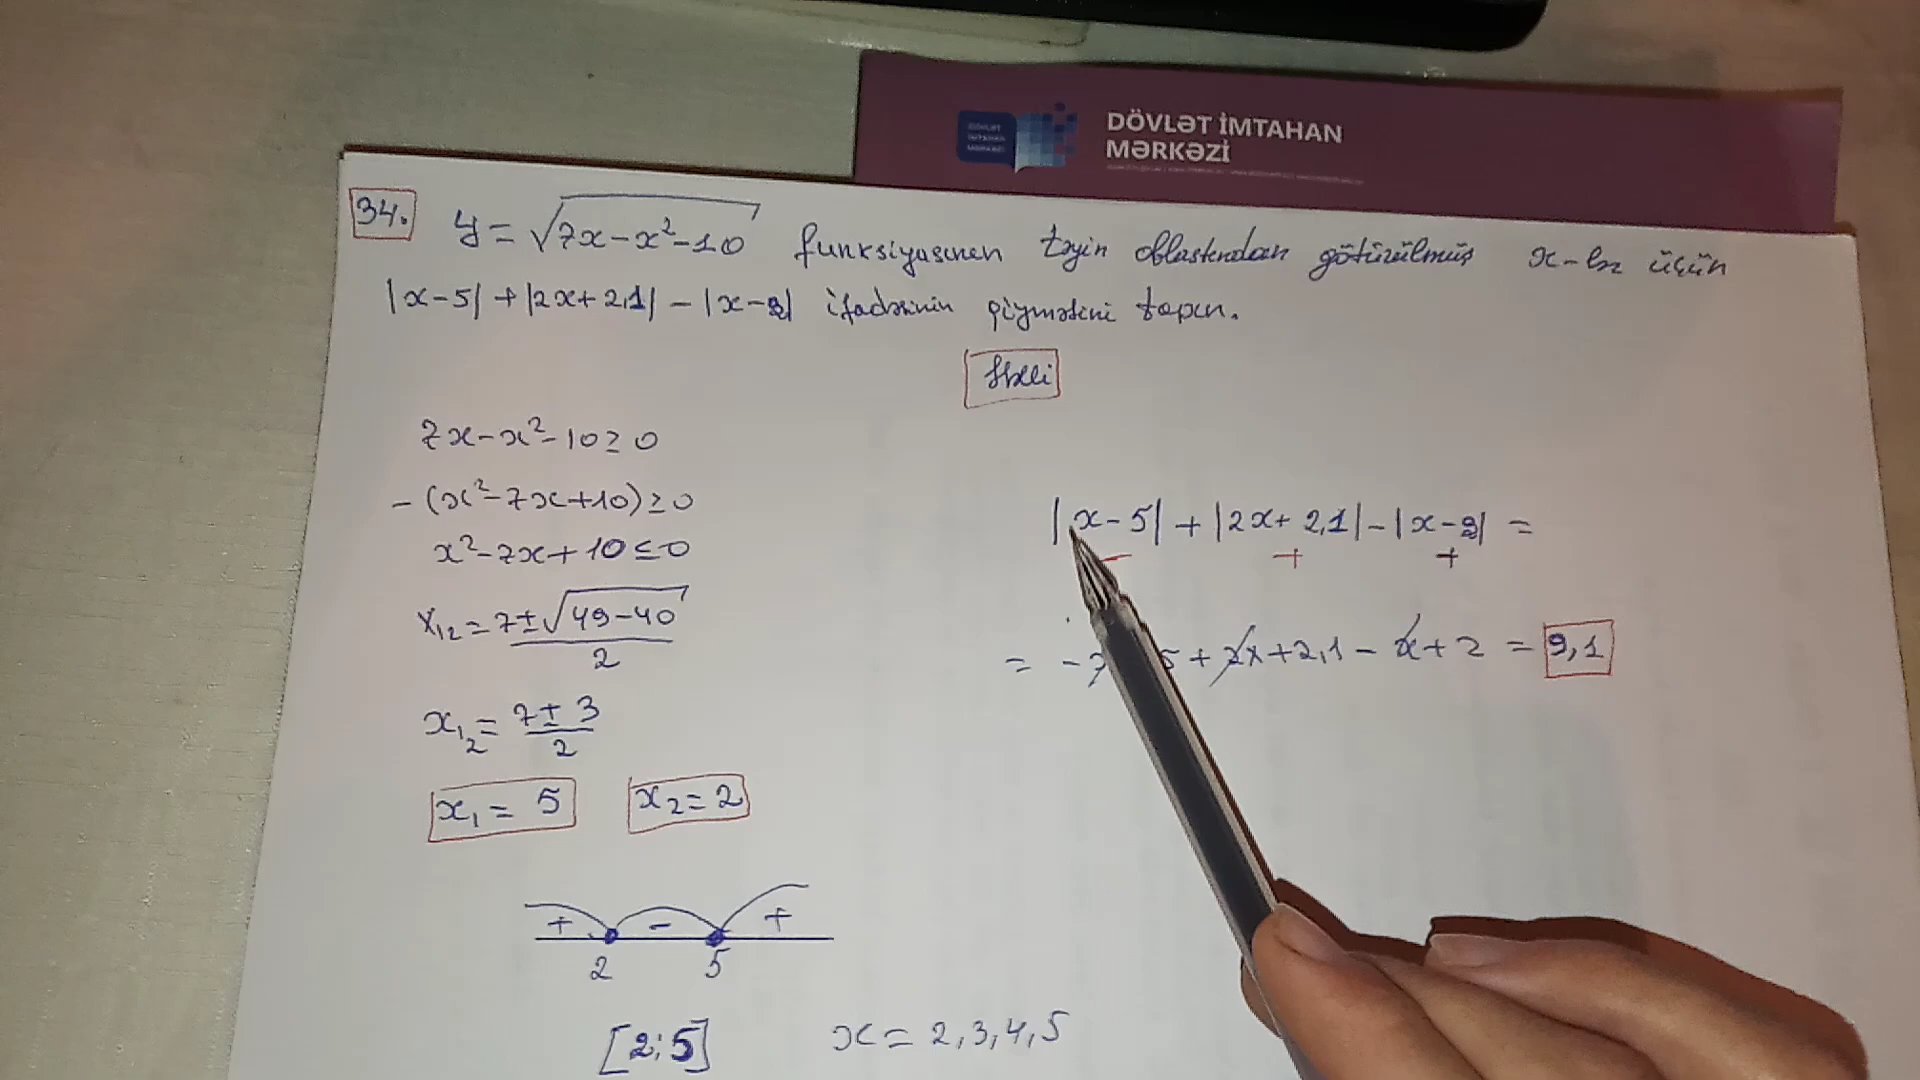 DÖVLƏT İMTAHAN
MƏRKƏZİ
34. y = √7x-x²-10 funksiyasının təyin oblastından götürülmüş x-lər üçün
|x-5| + |2x+2,1| - |x-2| ifadəsinin qiymətini tapın.
Həlli
7x-x²-10≥0
-(x²-7x+10)≥0
x²-7x+10≤0
x₁₂ = 7±√49-40
2
x₁₂ = 7±3
2
x₁ = 5 x₂=2
+ - +
2 5
[2;5] x = 2,3,4,5
|x-5| + |2x+2,1| - |x-2| =
- + +
= - 5 + 2x+2,1 - x+2 = 9,1